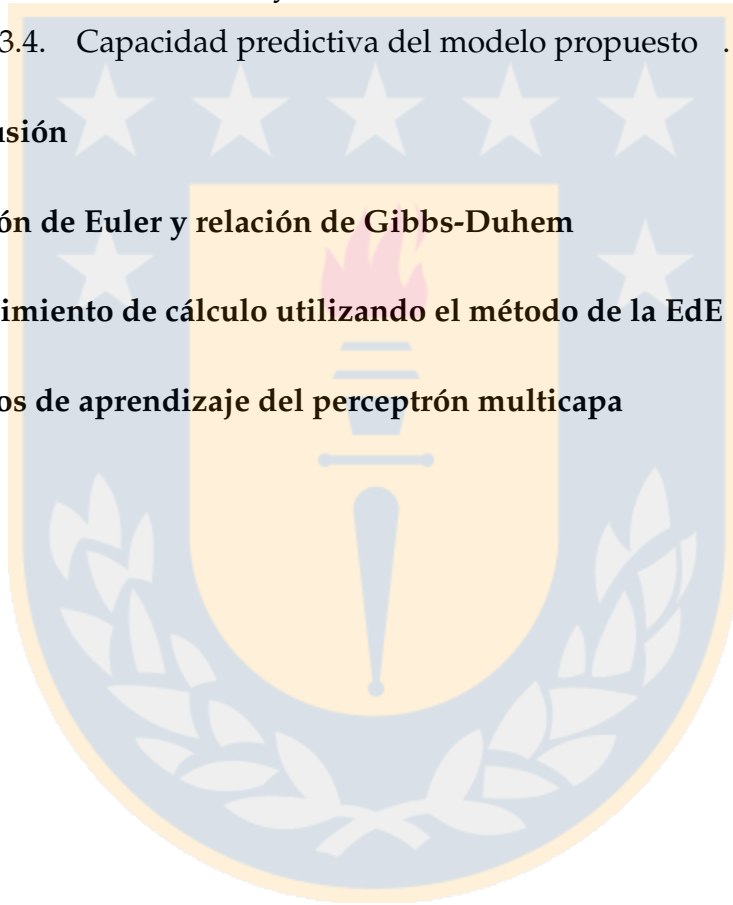 3.4. Capacidad predictiva del modelo propuesto .
usión
ón de Euler y relación de Gibbs-Duhem
imiento de cálculo utilizando el método de la EdE
os de aprendizaje del perceptrón multicapa